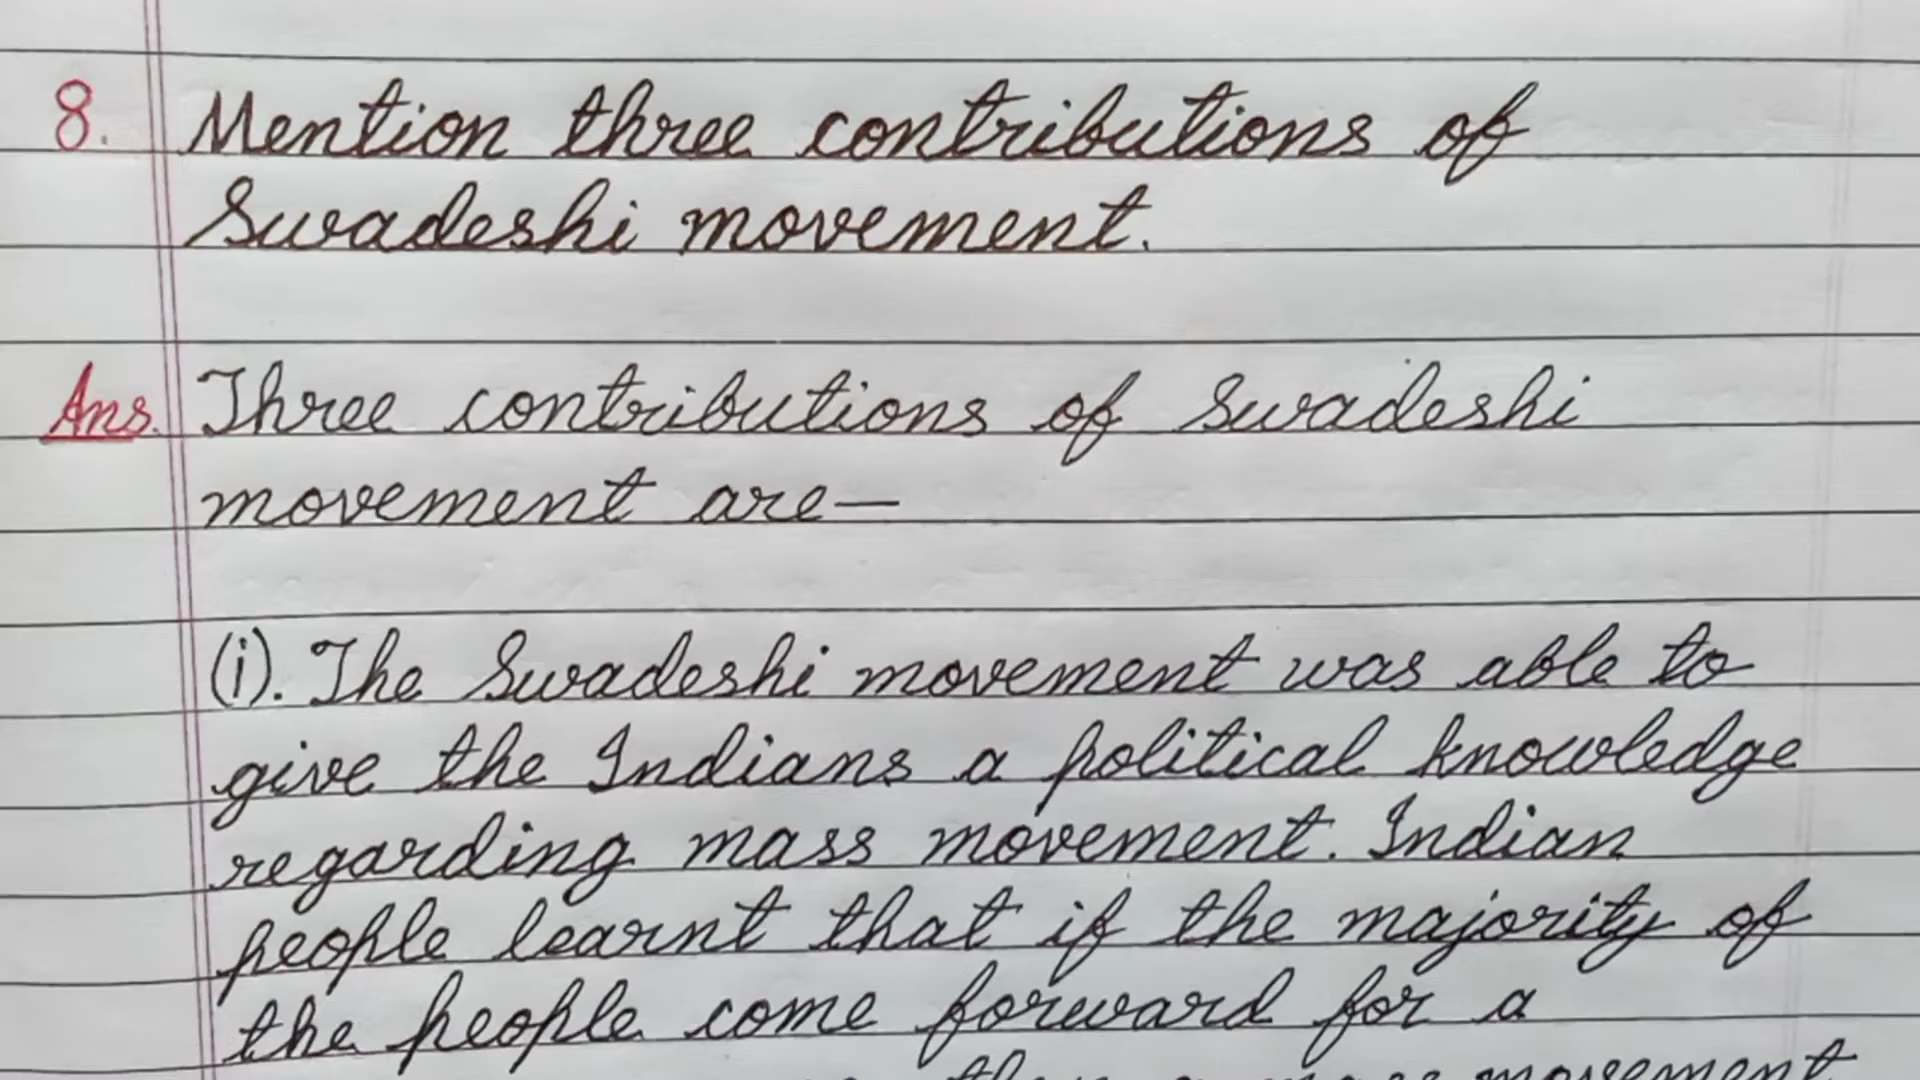 8. Mention three contributions of
Swadeshi movement.
Ans. Three contributions of Swadeshi
movement are—
(i). The Swadeshi movement was able to
give the Indians a political knowledge
regarding mass movement. Indian
people learnt that if the majority of
the people come forward for a
movement